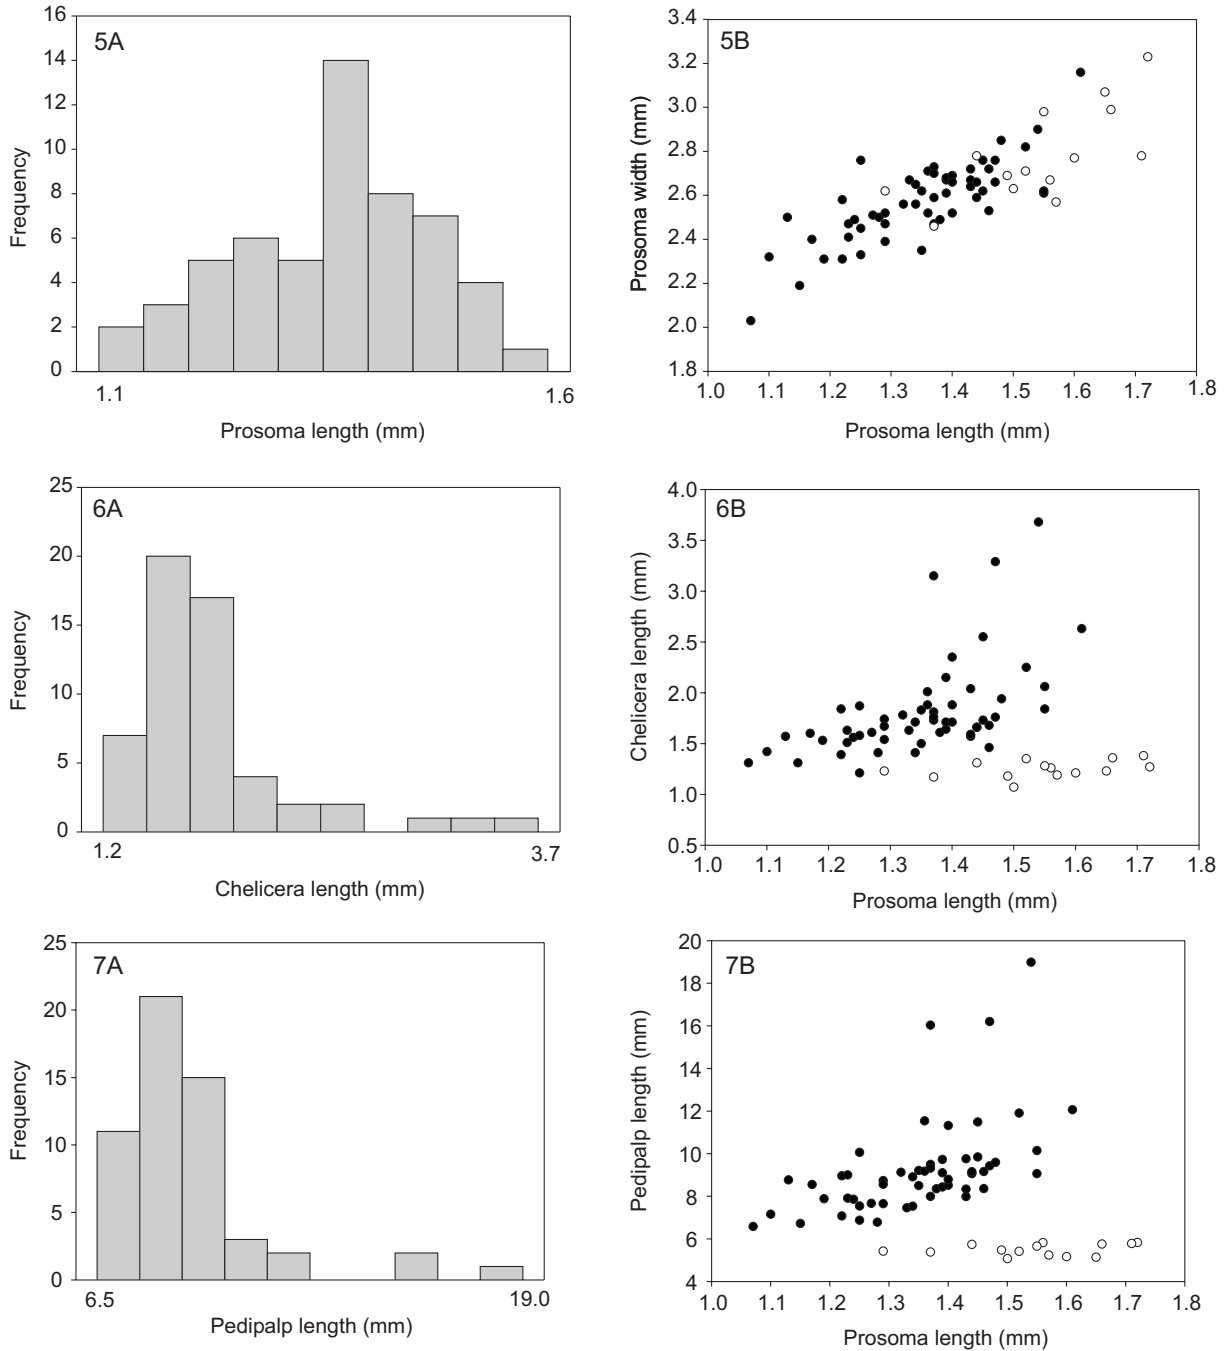 5A
16
14
12
10
8
6
4
2
0
Frequency
1.1 1.6
Prosoma length (mm)
5B
3.4
3.2
3.0
2.8
2.6
2.4
2.2
2.0
1.8
Prosoma width (mm)
1.0 1.1 1.2 1.3 1.4 1.5 1.6 1.7 1.8
Prosoma length (mm)
6A
25
20
15
10
5
0
Frequency
1.2 3.7
Chelicera length (mm)
6B
4.0
3.5
3.0
2.5
2.0
1.5
1.0
0.5
Chelicera length (mm)
1.0 1.1 1.2 1.3 1.4 1.5 1.6 1.7 1.8
Prosoma length (mm)
7A
25
20
15
10
5
0
Frequency
6.5 19.0
Pedipalp length (mm)
7B
20
18
16
14
12
10
8
6
4
Pedipalp length (mm)
1.0 1.1 1.2 1.3 1.4 1.5 1.6 1.7 1.8
Prosoma length (mm)